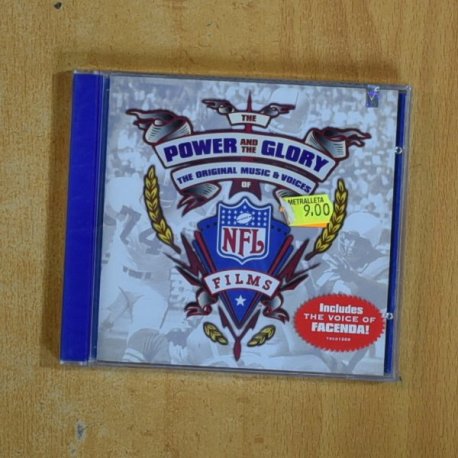 THE
POWER AND THE GLORY
THE ORIGINAL MUSIC & VOICES
OF
METRALLETA
9,00
NFL
FILMS
Includes
THE VOICE OF
FACENDA!